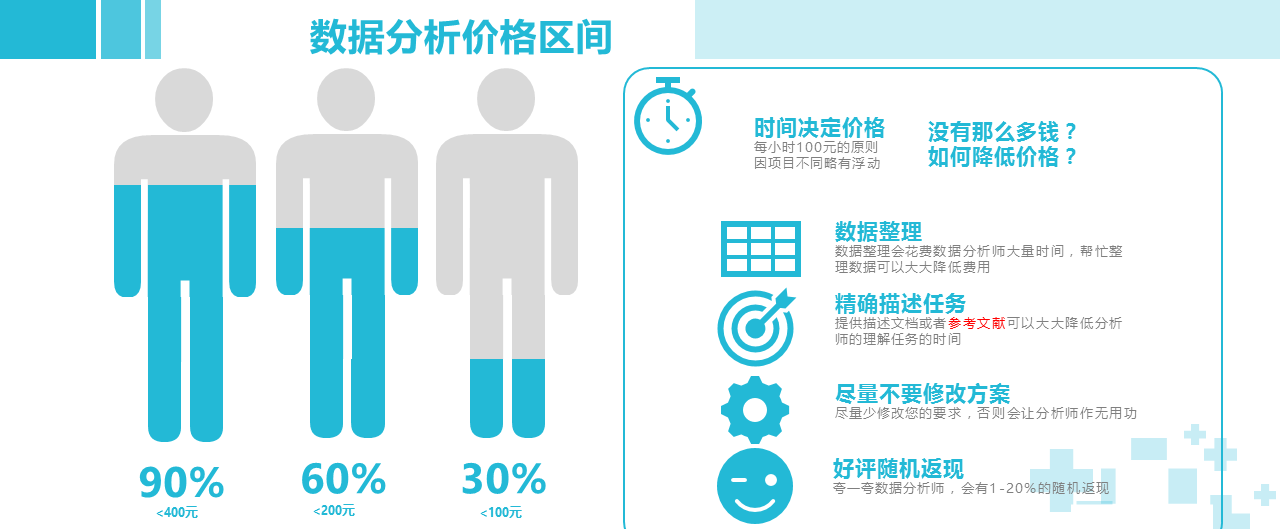 数据分析价格区间
90%
<400元
60%
<200元
30%
<100元
时间决定价格
每小时100元的原则
因项目不同略有浮动
没有那么多钱？
如何降低价格？
数据整理
数据整理会花费数据分析师大量时间，帮忙整
理数据可以大大降低费用
精确描述任务
提供描述文档或者参考文献可以大大降低分析
师的理解任务的时间
尽量不要修改方案
尽量少修改您的要求，否则会让分析师作无用功
好评随机返现
夸一夸数据分析师，会有1-20%的随机返现